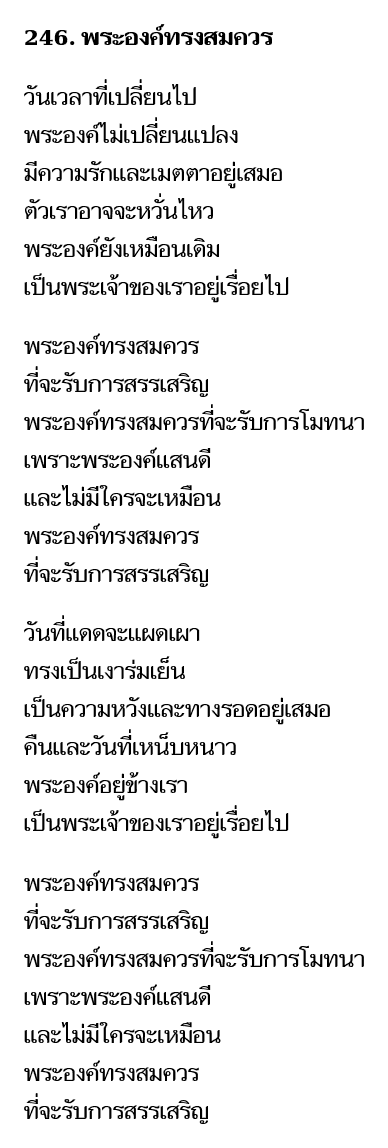 246. พระองค์ทรงสมควร
วันเวลาที่เปลี่ยนไป
พระองค์ไม่เปลี่ยนแปลง
มีความรักและเมตตาอยู่เสมอ
ตัวเราอาจจะหวั่นไหว
พระองค์ยังเหมือนเดิม
เป็นพระเจ้าของเราอยู่เรื่อยไป
พระองค์ทรงสมควร
ที่จะรับการสรรเสริญ
พระองค์ทรงสมควรที่จะรับการโมทนา
เพราะพระองค์แสนดี
และไม่มีใครจะเหมือน
พระองค์ทรงสมควร
ที่จะรับการสรรเสริญ
วันที่แดดจะแผดเผา
ทรงเป็นเงาร่มเย็น
เป็นความหวังและทางรอดอยู่เสมอ
คืนและวันที่เหน็บหนาว
พระองค์อยู่ข้างเรา
เป็นพระเจ้าของเราอยู่เรื่อยไป
พระองค์ทรงสมควร
ที่จะรับการสรรเสริญ
พระองค์ทรงสมควรที่จะรับการโมทนา
เพราะพระองค์แสนดี
และไม่มีใครจะเหมือน
พระองค์ทรงสมควร
ที่จะรับการสรรเสริญ